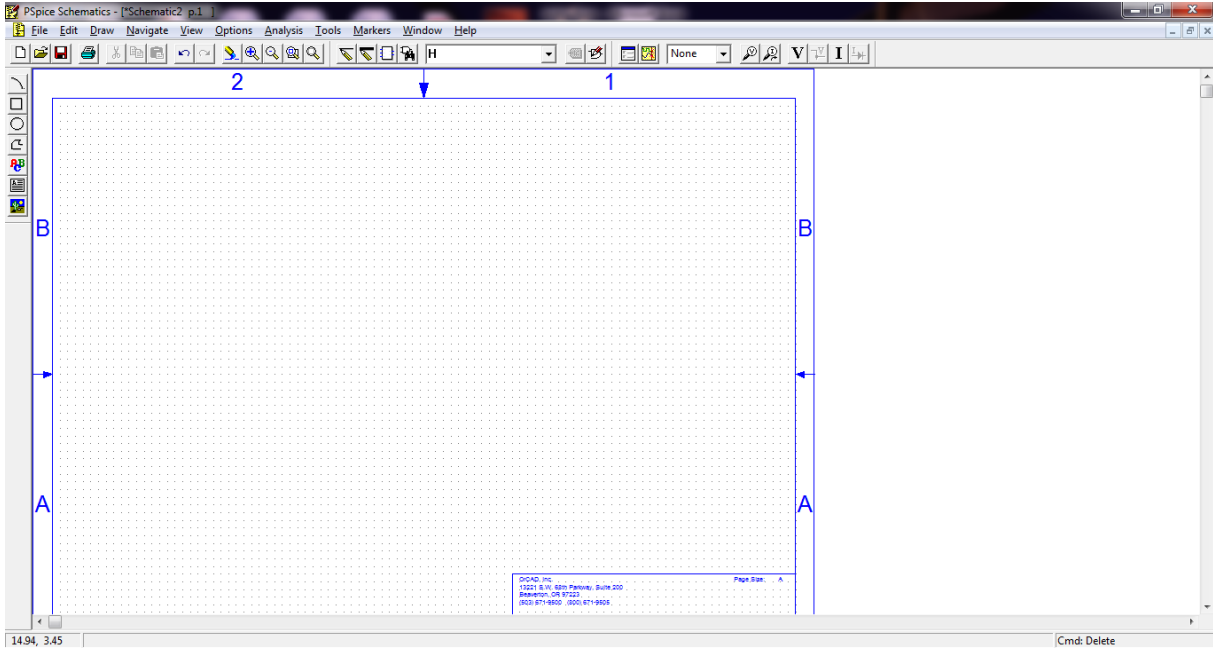 PSpice Schematics - [*Schematic2 p.1 ]
File Edit Draw Navigate View Options Analysis Tools Markers Window Help
H None V I
2 1
B B
A A
OrCAD, Inc. Page Size: A
13221 S.W. 68th Parkway, Suite 200
Beaverton, OR 97223
(503) 671-9500 (800) 671-9505
14.94, 3.45 Cmd: Delete